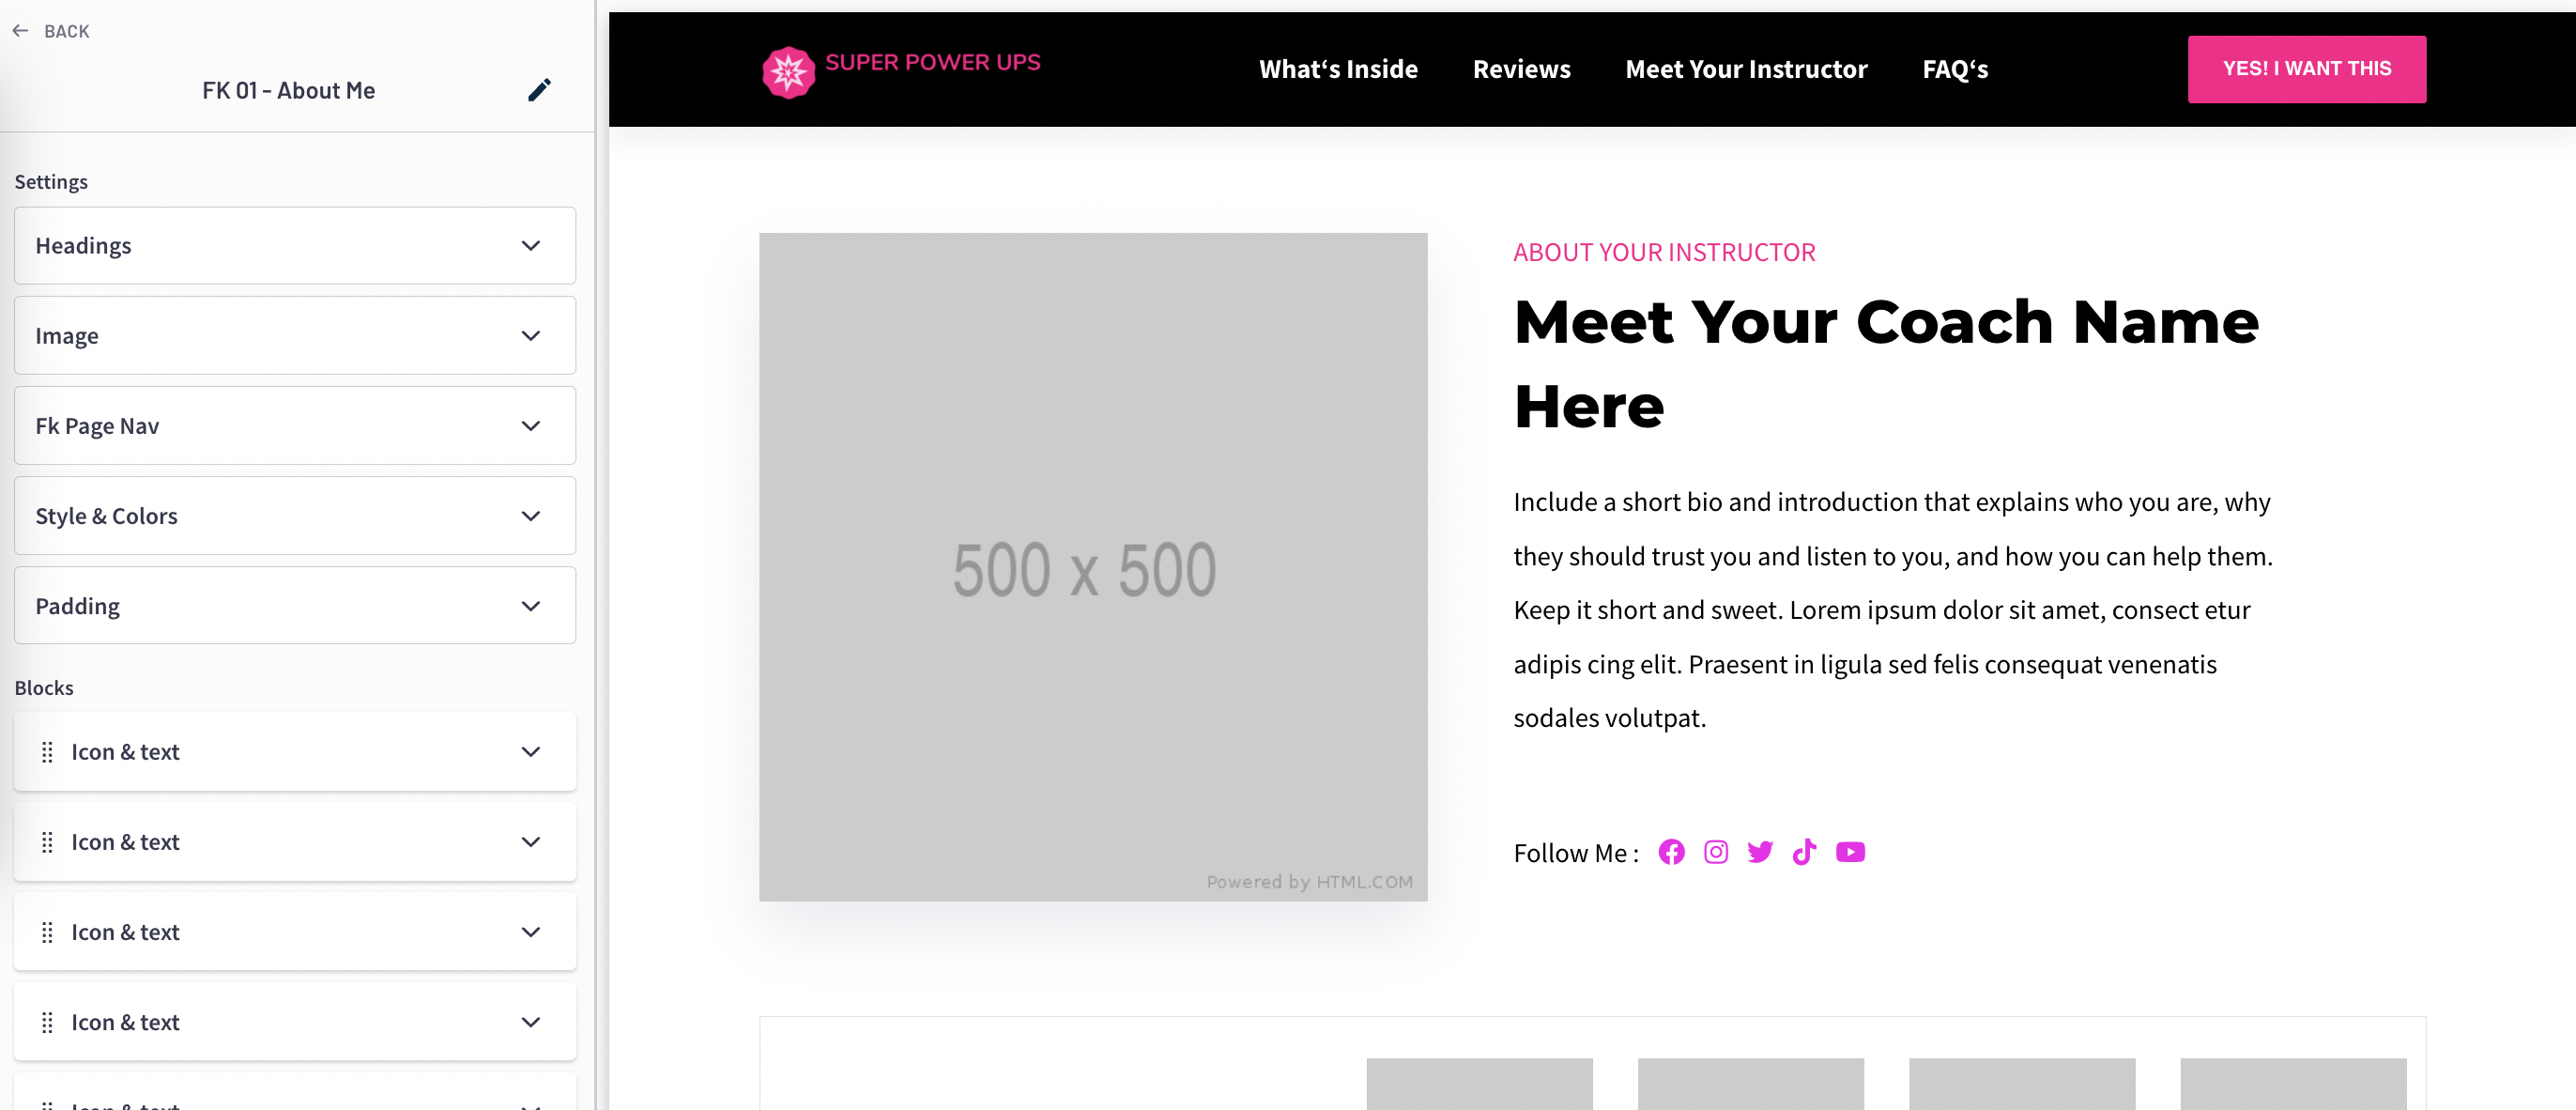 BACK
FK 01 - About Me
Settings
Headings
Image
Fk Page Nav
Style & Colors
Padding
Blocks
Icon & text
Icon & text
Icon & text
Icon & text
Icon & text
SUPER POWER UPS
What‘s Inside
Reviews
Meet Your Instructor
FAQ‘s
YES! I WANT THIS
500 x 500
Powered by HTML.COM
ABOUT YOUR INSTRUCTOR
Meet Your Coach Name
Here
Include a short bio and introduction that explains who you are, why
they should trust you and listen to you, and how you can help them.
Keep it short and sweet. Lorem ipsum dolor sit amet, consect etur
adipis cing elit. Praesent in ligula sed felis consequat venenatis
sodales volutpat.
Follow Me :